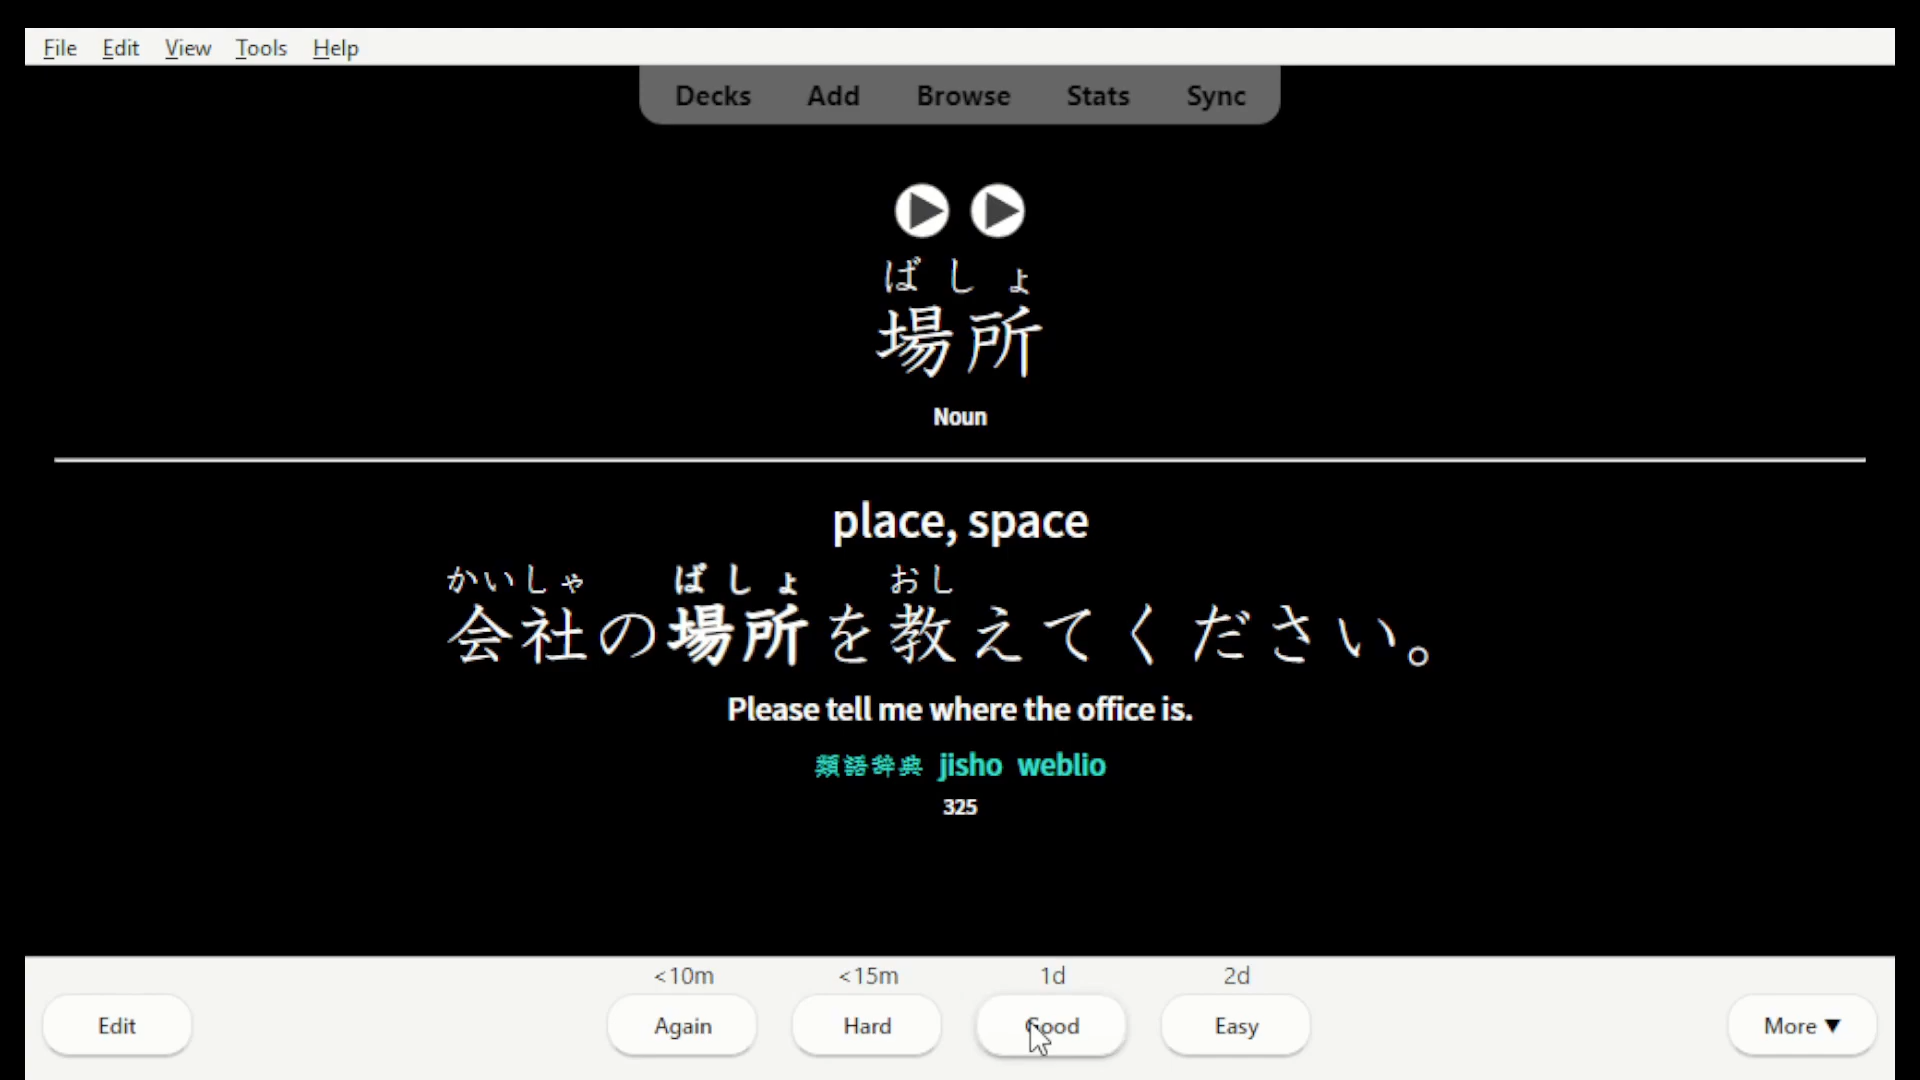 File Edit View Tools Help
Decks Add Browse Stats Sync
ばしょ
場所
Noun
place, space
かいしゃ ばしょ おし
会社の場所を教えてください。
Please tell me where the office is.
類語辞典 jisho weblio
325
<10m <15m 1d 2d
Edit Again Hard Good Easy More ▼